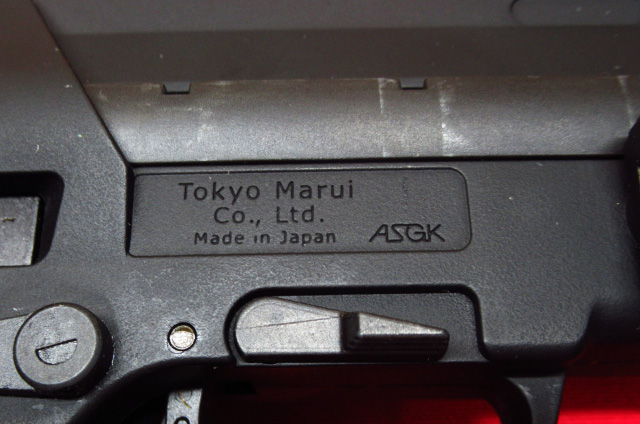 Tokyo Marui
Co., Ltd.
Made in Japan ASGK